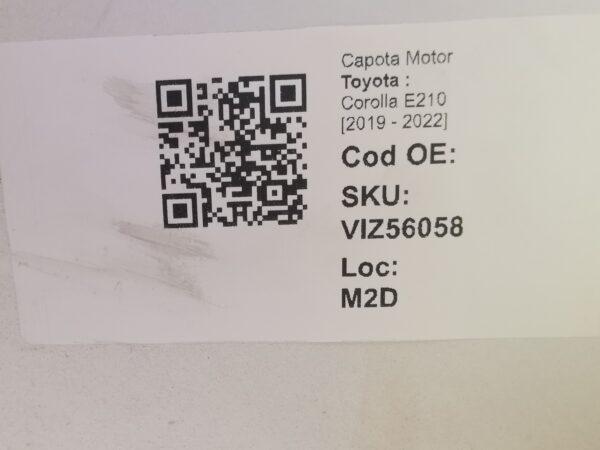 Capota Motor
Toyota :
Corolla E210
[2019 - 2022]
Cod OE:
SKU:
VIZ56058
Loc:
M2D